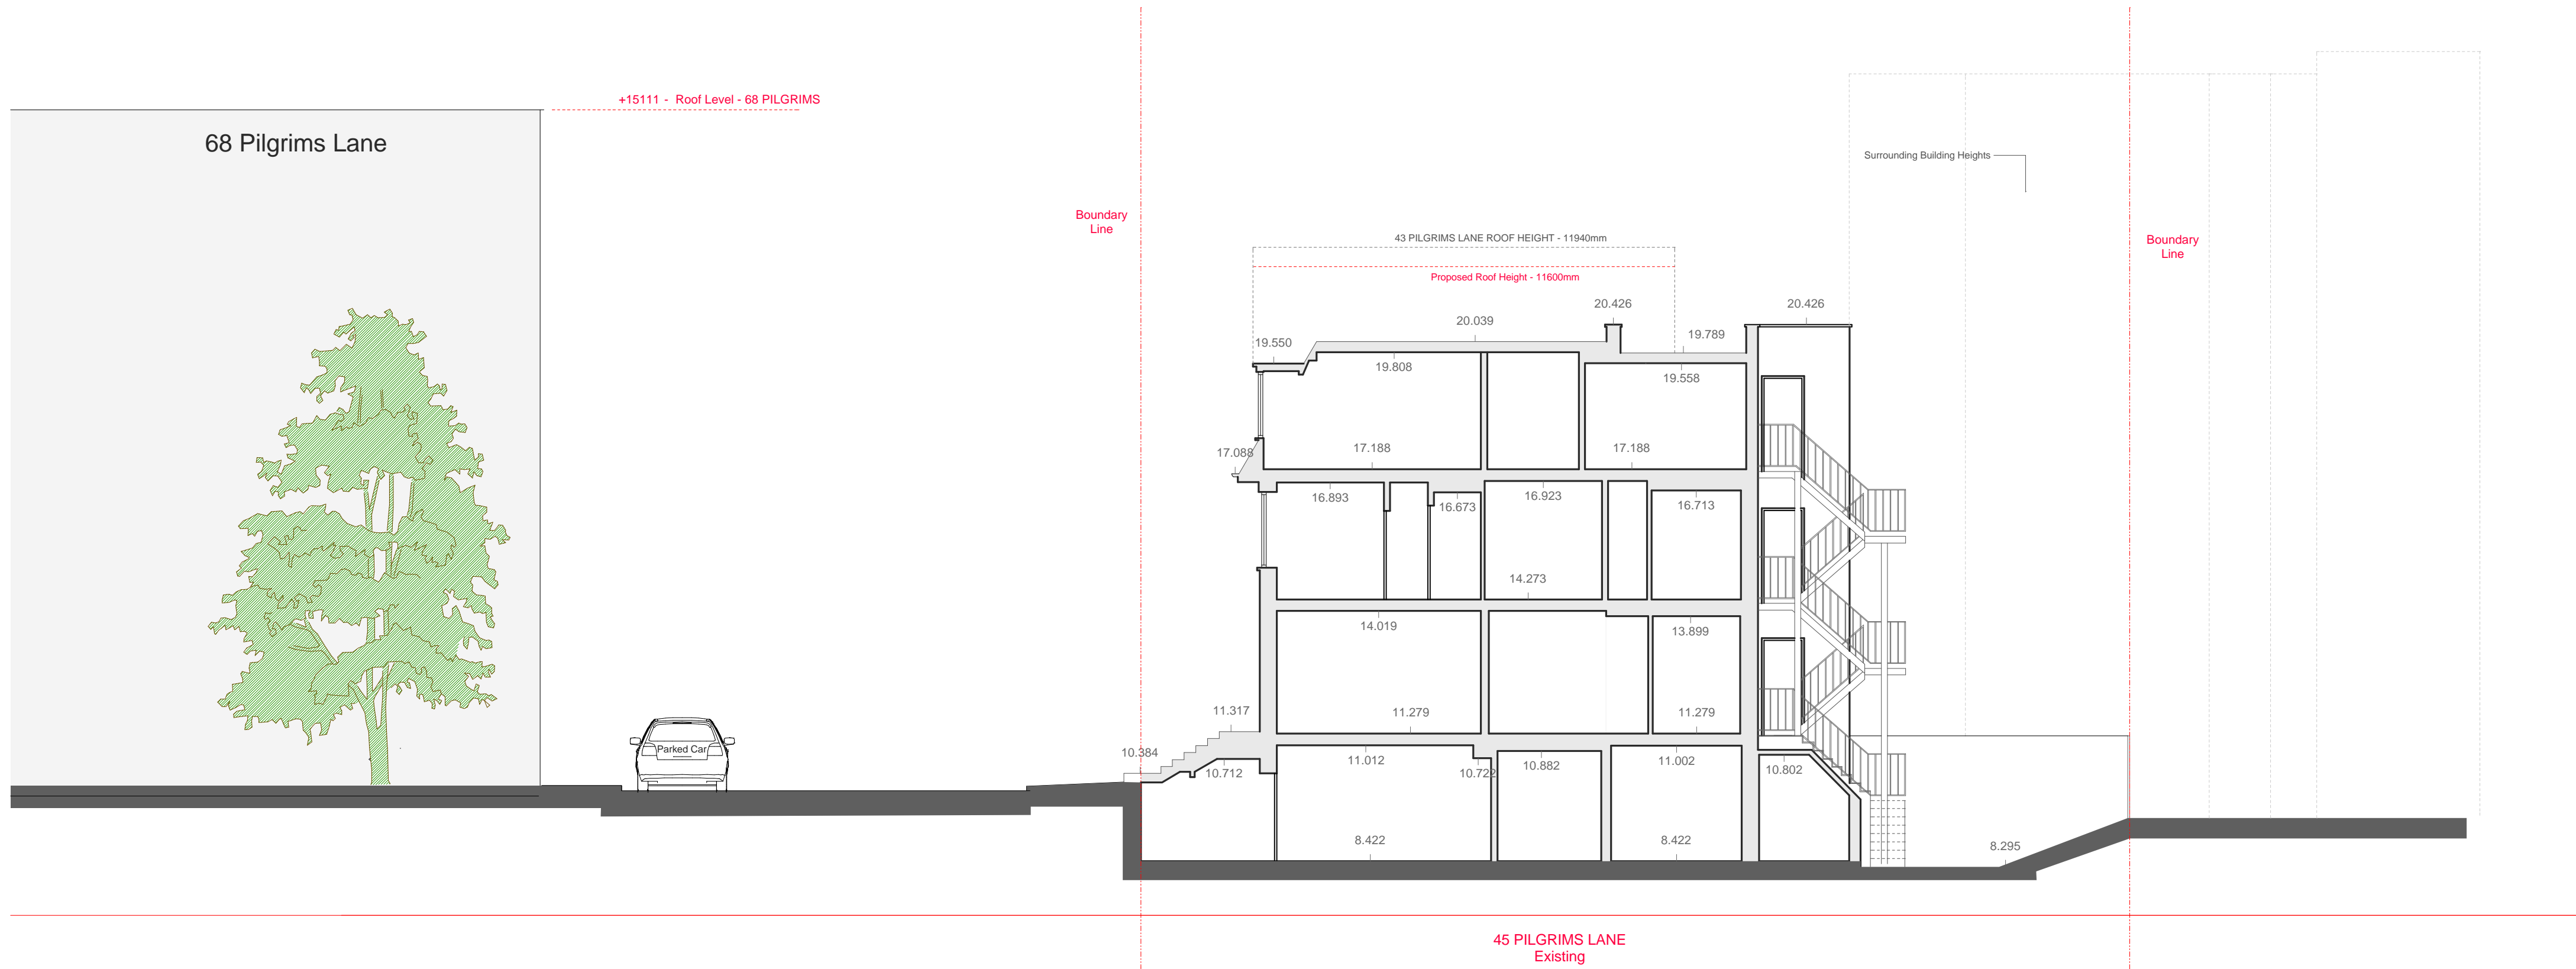 +15111 -  Roof Level - 68 PILGRIMS
68 Pilgrims Lane
Surrounding Building Heights
Boundary
Line
Boundary
Line
43 PILGRIMS LANE ROOF HEIGHT - 11940mm
Proposed Roof Height - 11600mm
20.426
20.426
20.039
19.789
19.550
19.808
19.558
17.088
17.188
17.188
16.893
16.673
16.923
16.713
14.273
14.019
13.899
11.317
11.279
11.279
Parked Car
10.384
10.712
11.012
10.722
10.882
11.002
10.802
8.422
8.422
8.295
45 PILGRIMS LANE
Existing